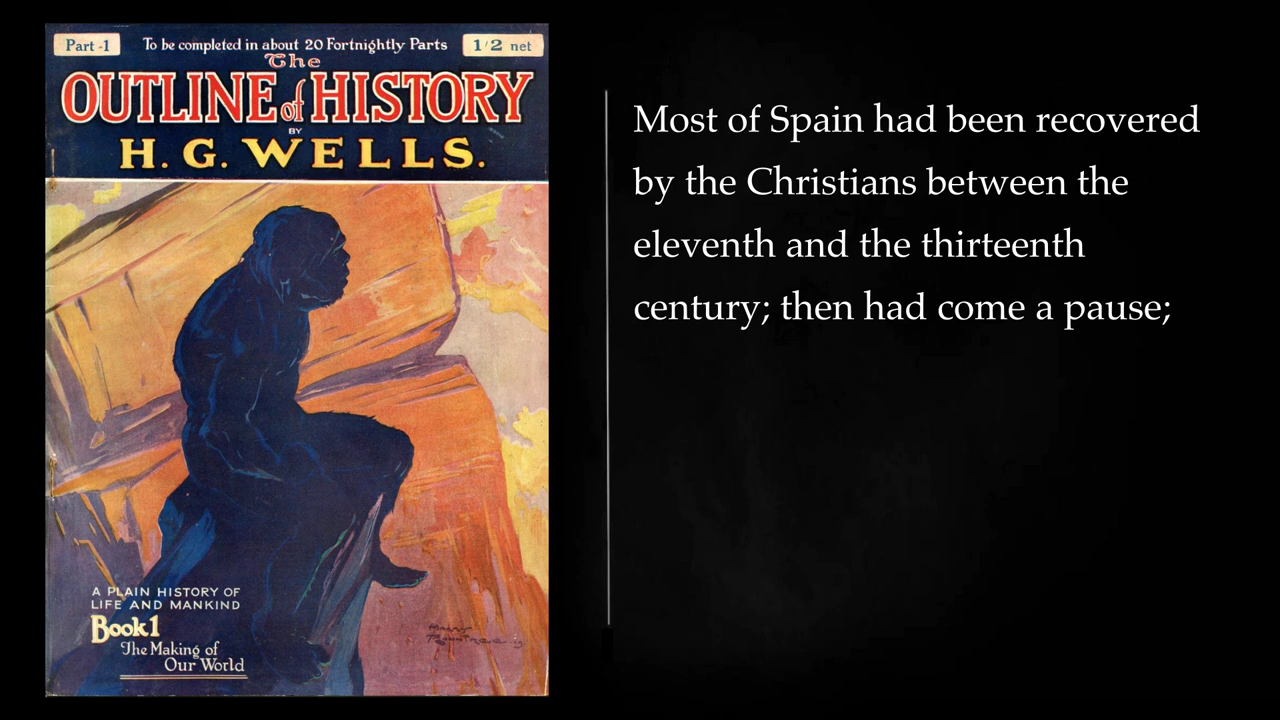 Part -1
To be completed in about 20 Fortnightly Parts
1/2 net
The
OUTLINE of HISTORY
BY
H. G. WELLS.
A PLAIN HISTORY OF
LIFE AND MANKIND
Book 1
The Making of
Our World
Most of Spain had been recovered
by the Christians between the
eleventh and the thirteenth
century; then had come a pause;